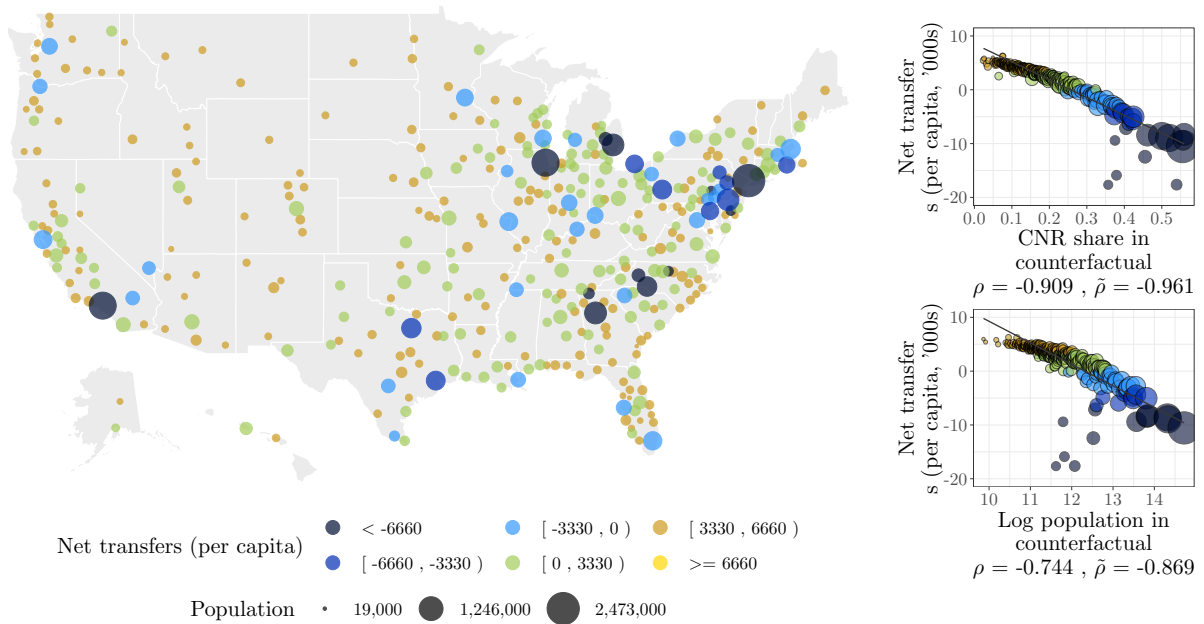 10
0
-10
-20
Net transfer
s (per capita, '000s)
0.0 0.1 0.2 0.3 0.4 0.5
CNR share in
counterfactual
ρ = -0.909 , ρ̃ = -0.961
10
0
-10
-20
Net transfer
s (per capita, '000s)
10 11 12 13 14
Log population in
counterfactual
ρ = -0.744 , ρ̃ = -0.869
Net transfers (per capita)
< -6660
[ -3330 , 0 )
[ 3330 , 6660 )
[ -6660 , -3330 )
[ 0 , 3330 )
>= 6660
Population
19,000
1,246,000
2,473,000